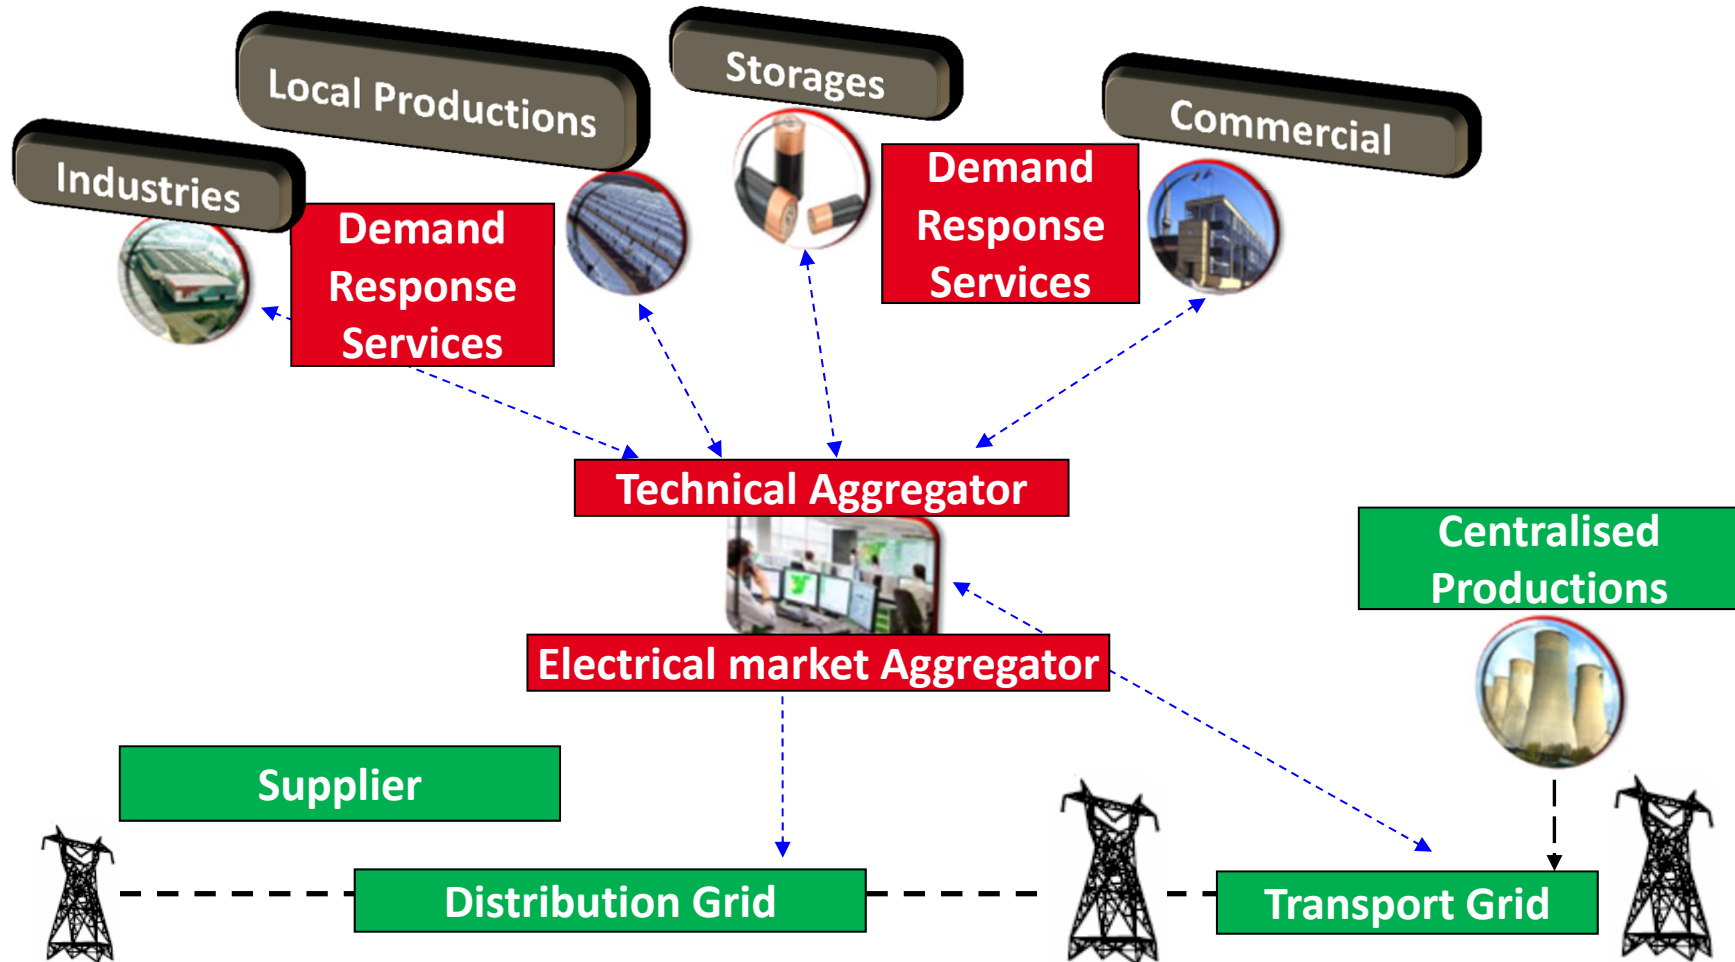 Storages
Local Productions
Commercial
Industries
Demand
Response
Services
Demand
Response
Services
Technical Aggregator
Centralised
Productions
Electrical market Aggregator
Supplier
Distribution Grid
Transport Grid